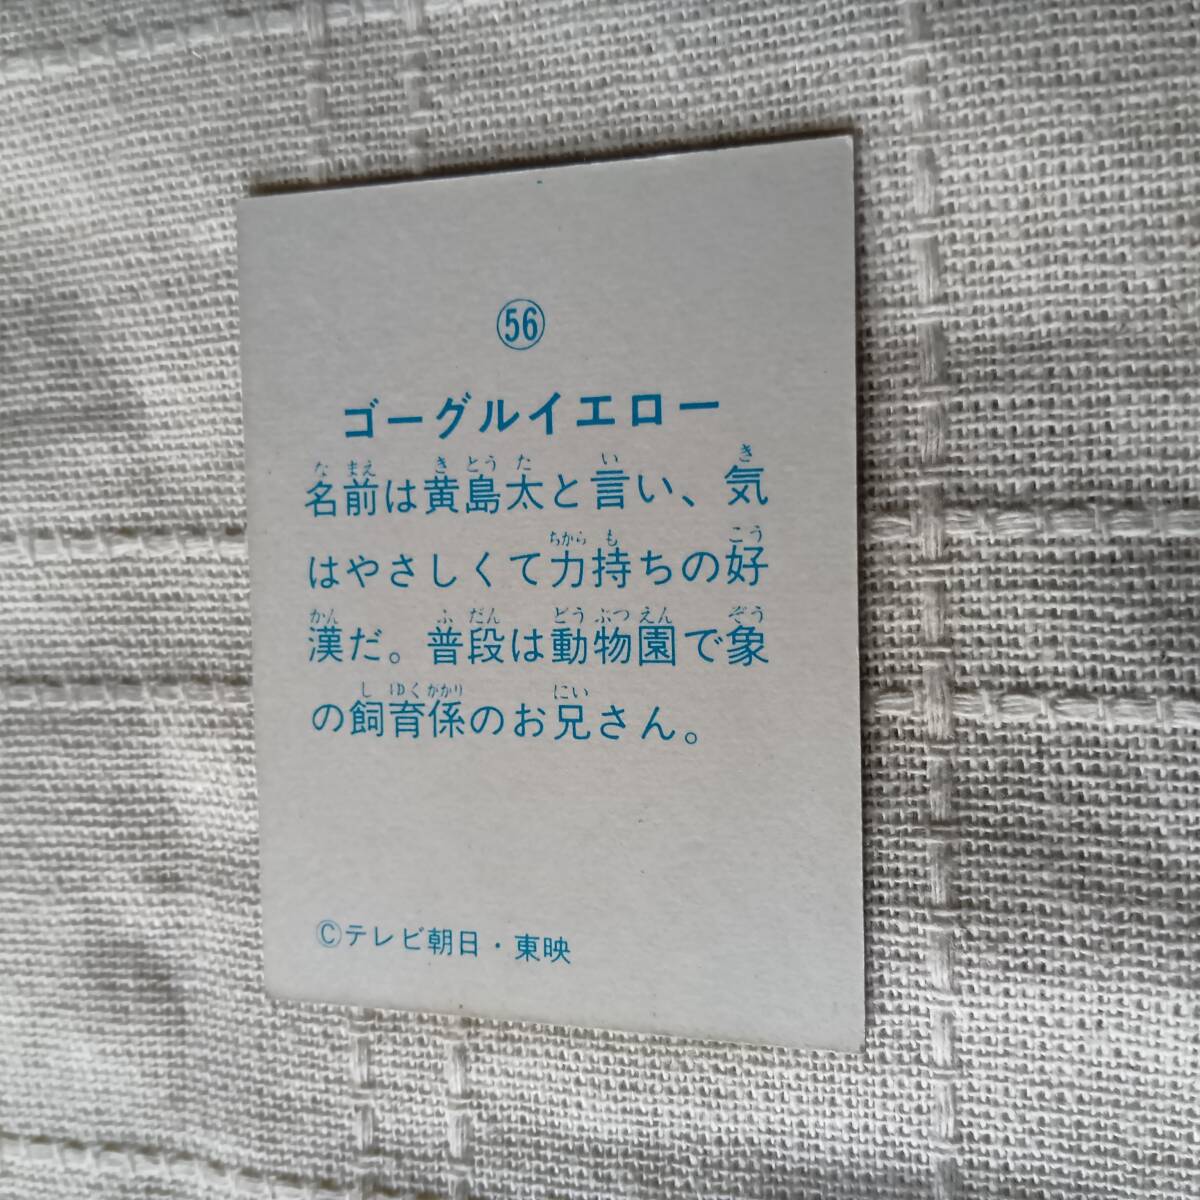 56
ゴーグルイエロー
名前は黄島太と言い、気
はやさしくて力持ちの好
漢だ。普段は動物園で象
の飼育係のお兄さん。
©テレビ朝日・東映